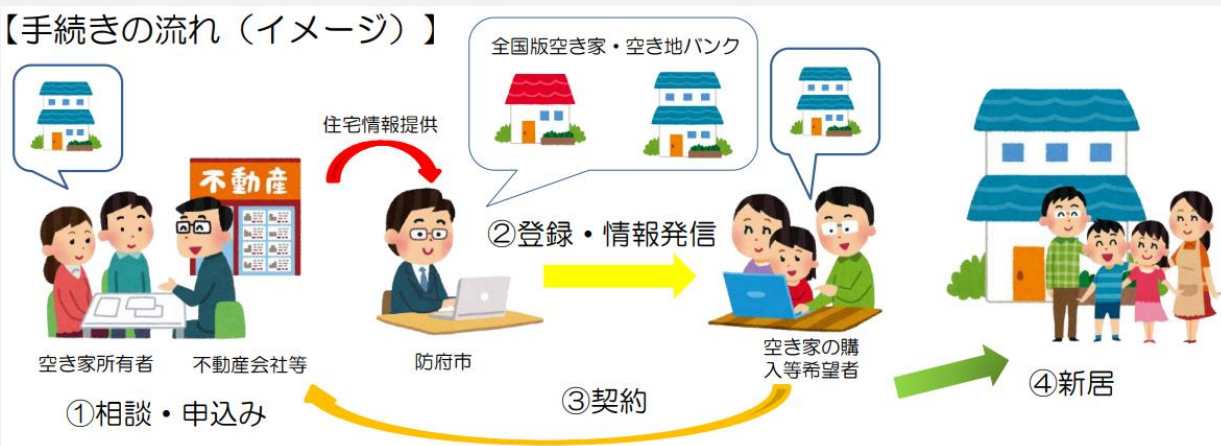 【手続きの流れ（イメージ）】
全国版空き家・空き地バンク
住宅情報提供
不動産
②登録・情報発信
空き家所有者
不動産会社等
防府市
空き家の購
入等希望者
①相談・申込み
③契約
④新居